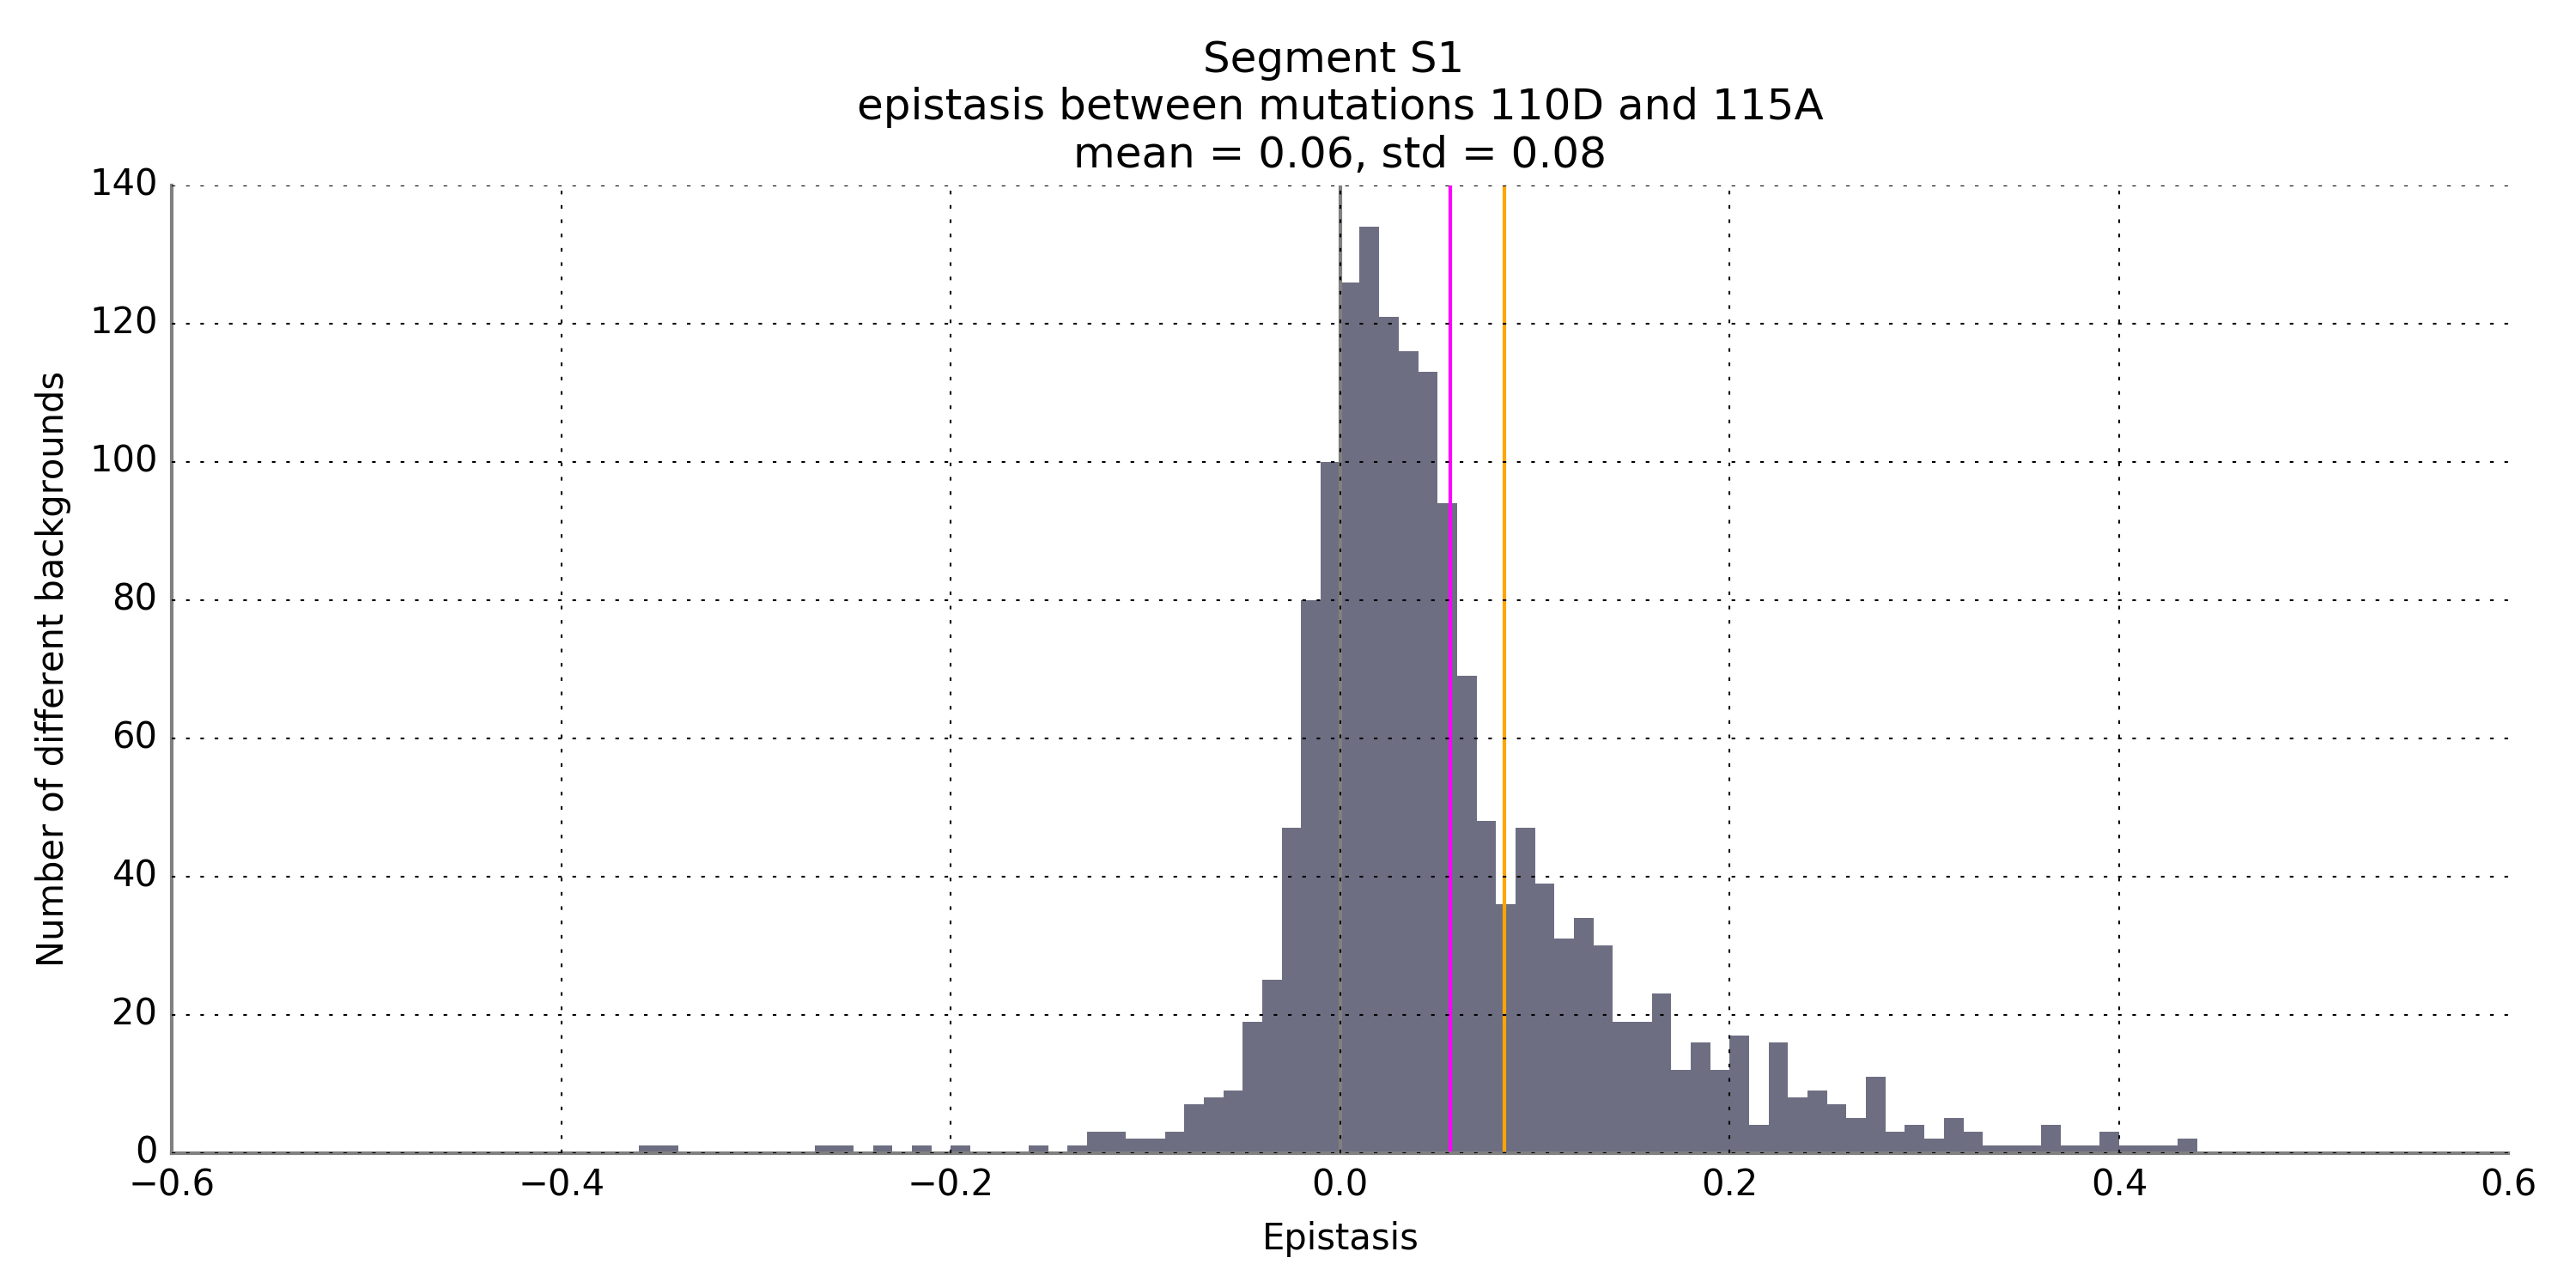 Segment S1
epistasis between mutations 110D and 115A
mean = 0.06, std = 0.08
140
120
100
80
60
40
20
0
Number of different backgrounds
−0.6 −0.4 −0.2 0.0 0.2 0.4 0.6
Epistasis